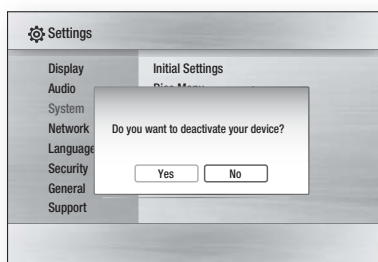 Settings
Display
Initial Settings
Audio
System
Network
Do you want to deactivate your device?
Language
Security
Yes
No
General
Support